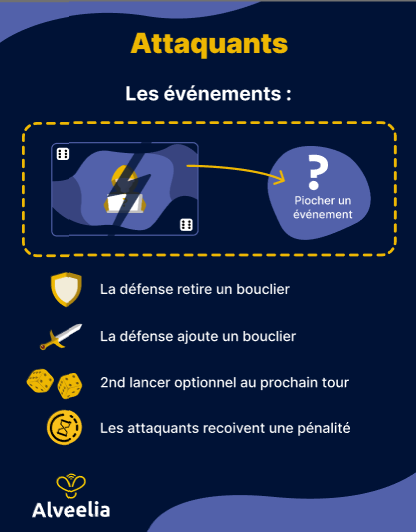 Attaquants
Les événements :
?
Piocher un
événement
La défense retire un bouclier
La défense ajoute un bouclier
2nd lancer optionnel au prochain tour
Les attaquants recoivent une pénalité
Alveelia